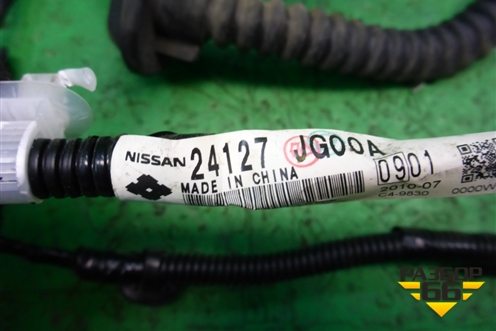 NISSAN 24127 JG00A
MADE IN CHINA
0901
2010-07
C4-9830
0000W
РАЗБОР
66